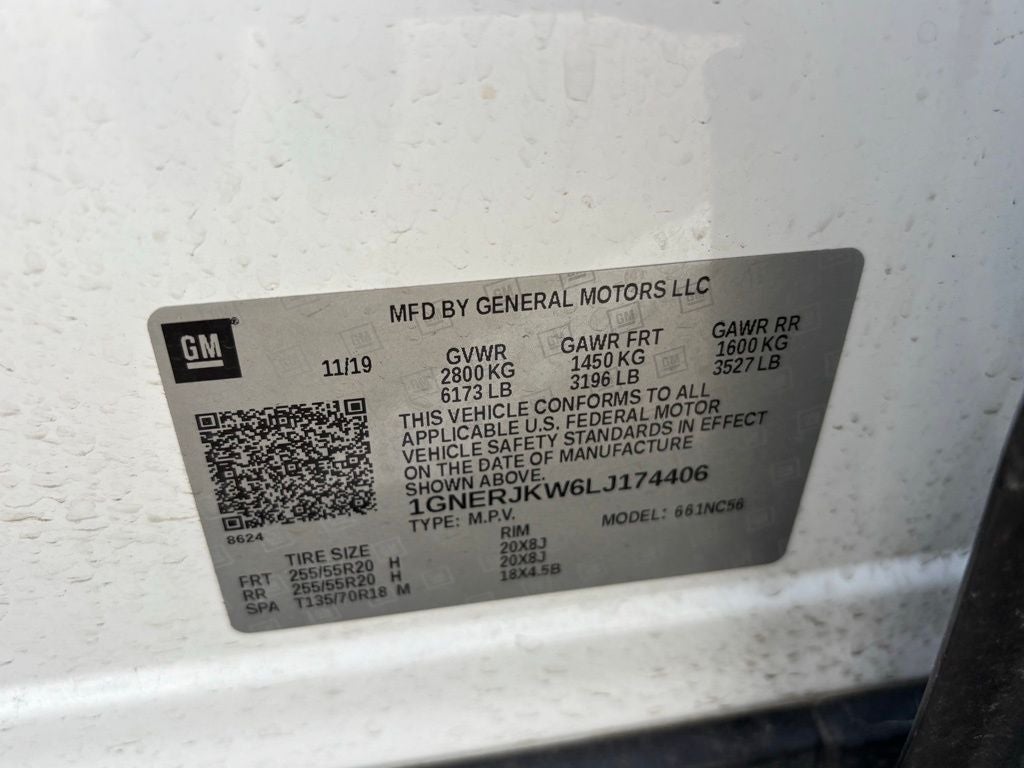 MFD BY GENERAL MOTORS LLC
GM®
11/19
GVWR
2800 KG
6173 LB
GAWR FRT
1450 KG
3196 LB
GAWR RR
1600 KG
3527 LB
THIS VEHICLE CONFORMS TO ALL
APPLICABLE U.S. FEDERAL MOTOR
VEHICLE SAFETY STANDARDS IN EFFECT
ON THE DATE OF MANUFACTURE
SHOWN ABOVE.
1GNERJKW6LJ174406
TYPE: M.P.V. MODEL: 661NC56
8624
TIRE SIZE RIM
FRT 255/55R20 H 20X8J
RR 255/55R20 H 20X8J
SPA T135/70R18 M 18X4.5B